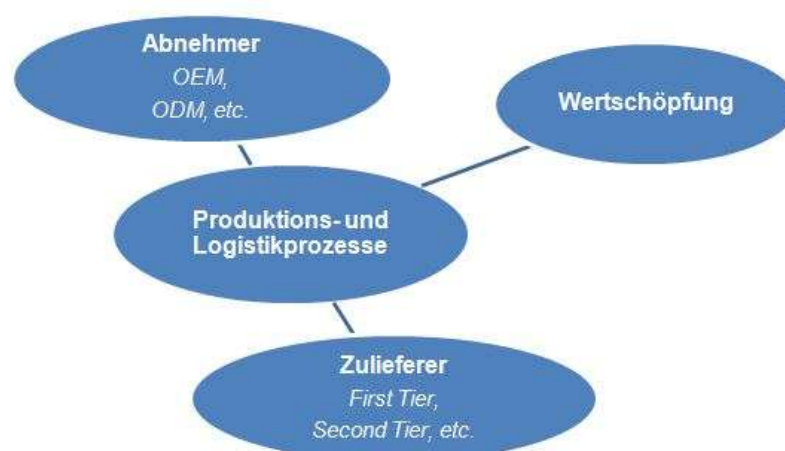 Abnehmer
OEM,
ODM, etc.
Wertschöpfung
Produktions- und
Logistikprozesse
Zulieferer
First Tier,
Second Tier, etc.